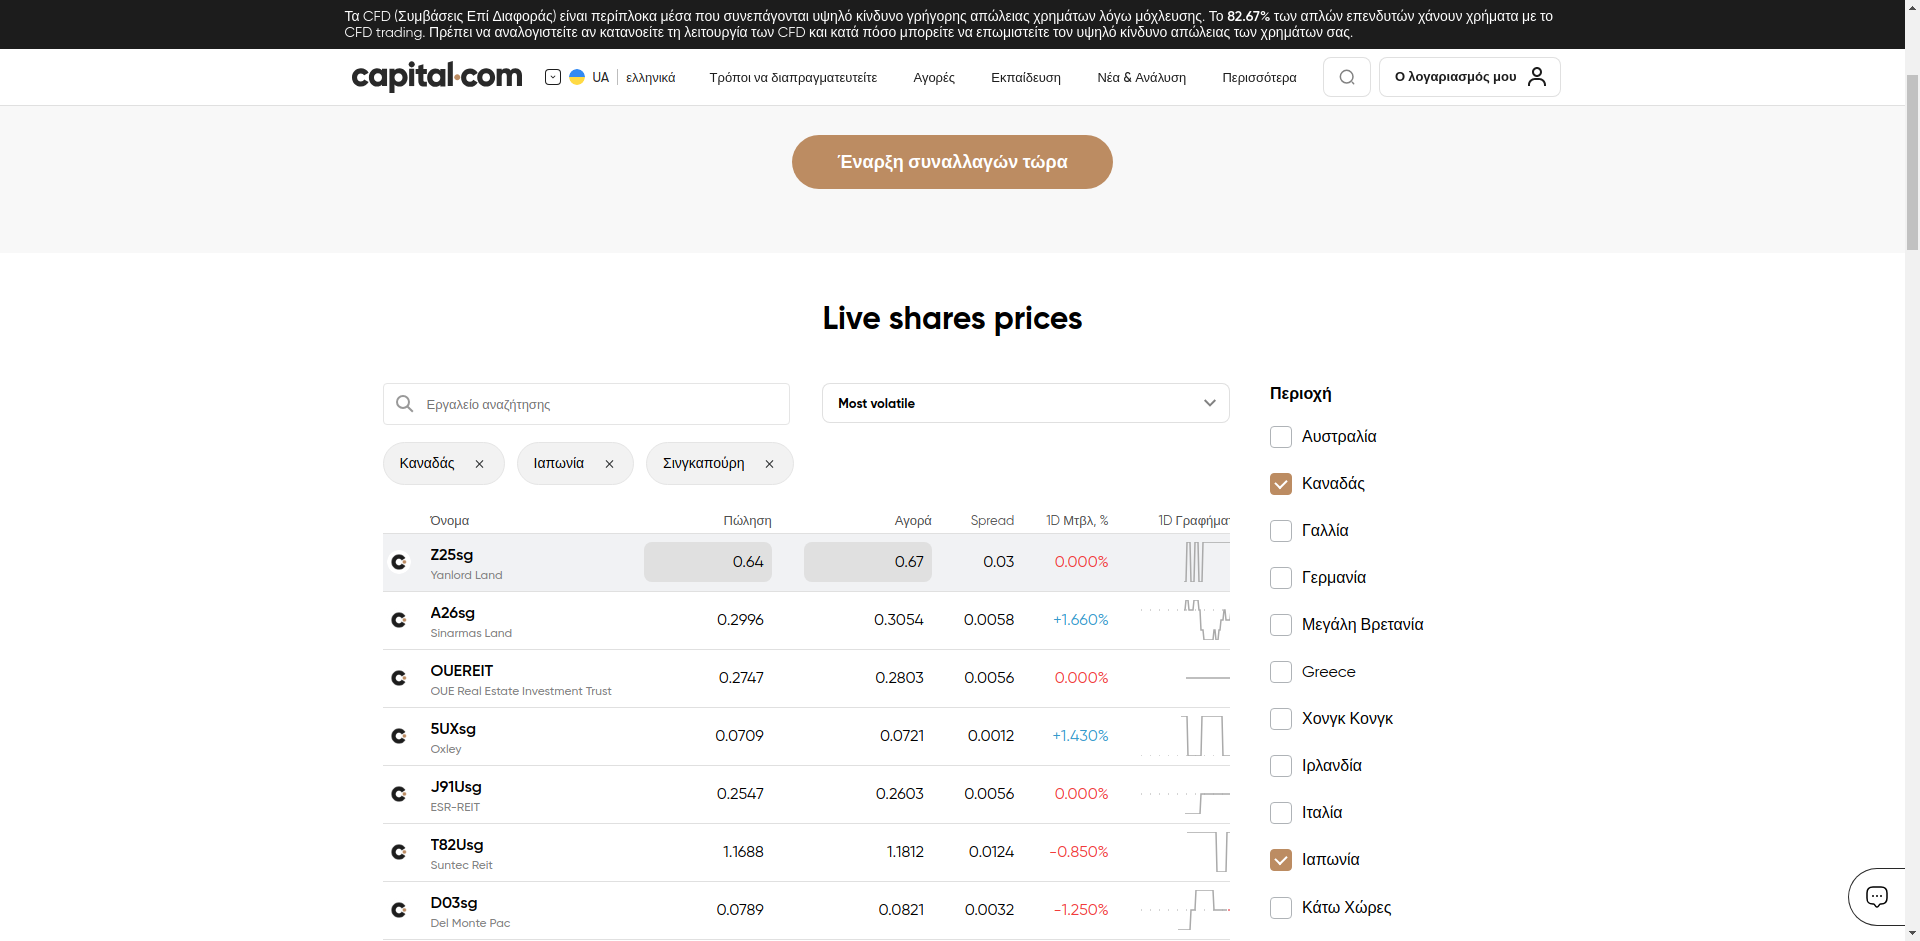 Τα CFD (Συμβάσεις Επί Διαφοράς) είναι περίπλοκα μέσα που συνεπάγονται υψηλό κίνδυνο γρήγορης απώλειας χρημάτων λόγω μόχλευσης. Το 82.67% των απλών επενδυτών χάνουν χρήματα με το
CFD trading. Πρέπει να αναλογιστείτε αν κατανοείτε τη λειτουργία των CFD και κατά πόσο μπορείτε να επωμιστείτε τον υψηλό κίνδυνο απώλειας των χρημάτων σας.
capital.com UA ελληνικά Τρόποι να διαπραγματευτείτε Αγορές Εκπαίδευση Νέα & Ανάλυση Περισσότερα Ο λογαριασμός μου
Έναρξη συναλλαγών τώρα
Live shares prices
Εργαλείο αναζήτησης Most volatile
Καναδάς Ιαπωνία Σινγκαπούρη
Όνομα Πώληση Αγορά Spread 1D Μτβλ, % 1D Γραφήματ
Z25sg 0.64 0.67 0.03 0.000%
Yanlord Land
A26sg 0.2996 0.3054 0.0058 +1.660%
Sinarmas Land
OUEREIT 0.2747 0.2803 0.0056 0.000%
OUE Real Estate Investment Trust
5UXsg 0.0709 0.0721 0.0012 +1.430%
Oxley
J91Usg 0.2547 0.2603 0.0056 0.000%
ESR-REIT
T82Usg 1.1688 1.1812 0.0124 -0.850%
Suntec Reit
D03sg 0.0789 0.0821 0.0032 -1.250%
Del Monte Pac
Περιοχή
Αυστραλία
Καναδάς
Γαλλία
Γερμανία
Μεγάλη Βρετανία
Greece
Χονγκ Κονγκ
Ιρλανδία
Ιταλία
Ιαπωνία
Κάτω Χώρες